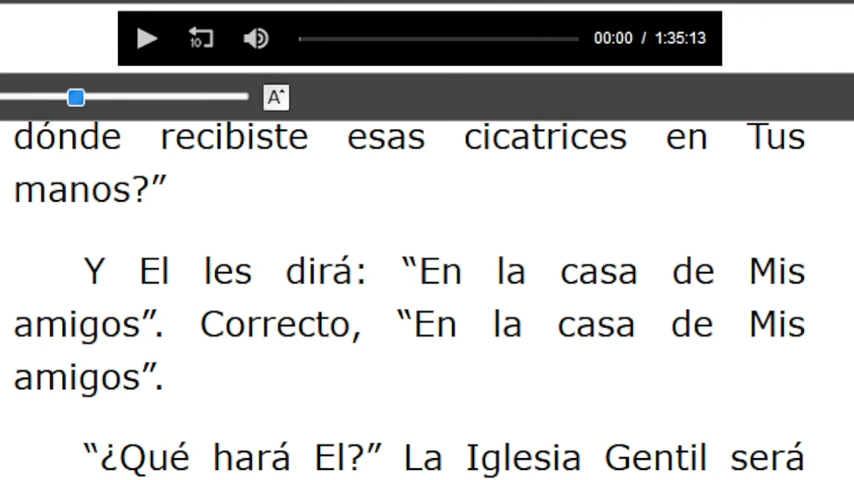 10
00:00 / 1:35:13
A
dónde recibiste esas cicatrices en Tus
manos?”
Y El les dirá: “En la casa de Mis
amigos”. Correcto, “En la casa de Mis
amigos”.
“¿Qué hará El?” La Iglesia Gentil será